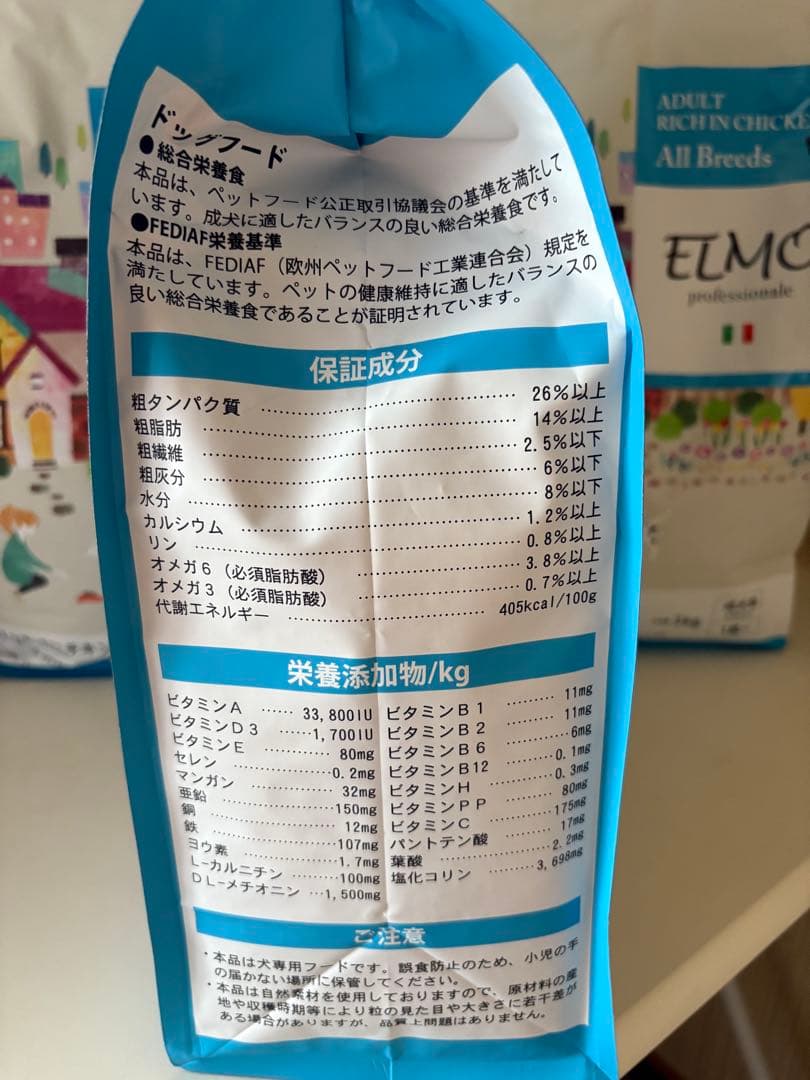 ドッグフード
●総合栄養食
本品は、ペットフード公正取引協議会の基準を満たして
います。成犬に適したバランスの良い総合栄養食です。
●FEDIAF栄養基準
本品は、FEDIAF（欧州ペットフード工業連合会）規定を
満たしています。ペットの健康維持に適したバランスの
良い総合栄養食であることが証明されています。
保証成分
粗タンパク質 26%以上
粗脂肪 14%以上
粗繊維 2.5%以下
粗灰分 6%以下
水分 8%以下
カルシウム 1.2%以上
リン 0.8%以上
オメガ6（必須脂肪酸） 3.8%以上
オメガ3（必須脂肪酸） 0.7%以上
代謝エネルギー 405kcal/100g
栄養添加物/kg
ビタミンA 33,800IU
ビタミンD3 1,700IU
ビタミンE 80mg
セレン 0.2mg
マンガン 32mg
亜鉛 150mg
銅 12mg
鉄 107mg
ヨウ素 1.7mg
L-カルニチン 100mg
DL-メチオニン 1,500mg
ビタミンB1 11mg
ビタミンB2 11mg
ビタミンB6 6mg
ビタミンB12 0.1mg
ビタミンH 0.3mg
ビタミンPP 80mg
ビタミンC 175mg
パントテン酸 17mg
葉酸 2.2mg
塩化コリン 3,698mg
ご注意
・本品は犬専用フードです。誤食防止のため、小児の手
の届かない場所に保管してください。
・本品は自然素材を使用しておりますので、原材料の産
地や収穫時期等により粒の見た目や大きさに若干差が
ある場合がありますが、品質上問題はありません。
ADULT
RICH IN CHICKE
All Breeds
ELMO
professionale